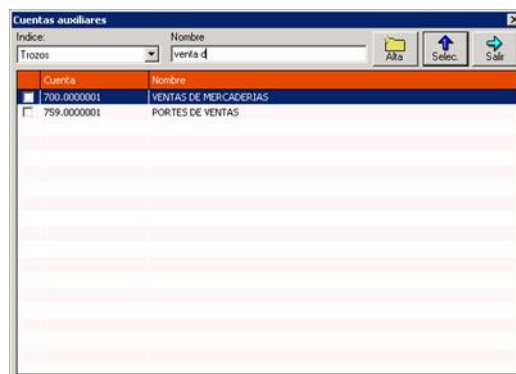 Cuentas auxiliares
Indice:
Nombre
Trozos
venta d
Alta
Selec.
Salir
Cuenta
Nombre
700.0000001
VENTAS DE MERCADERIAS
759.0000001
PORTES DE VENTAS